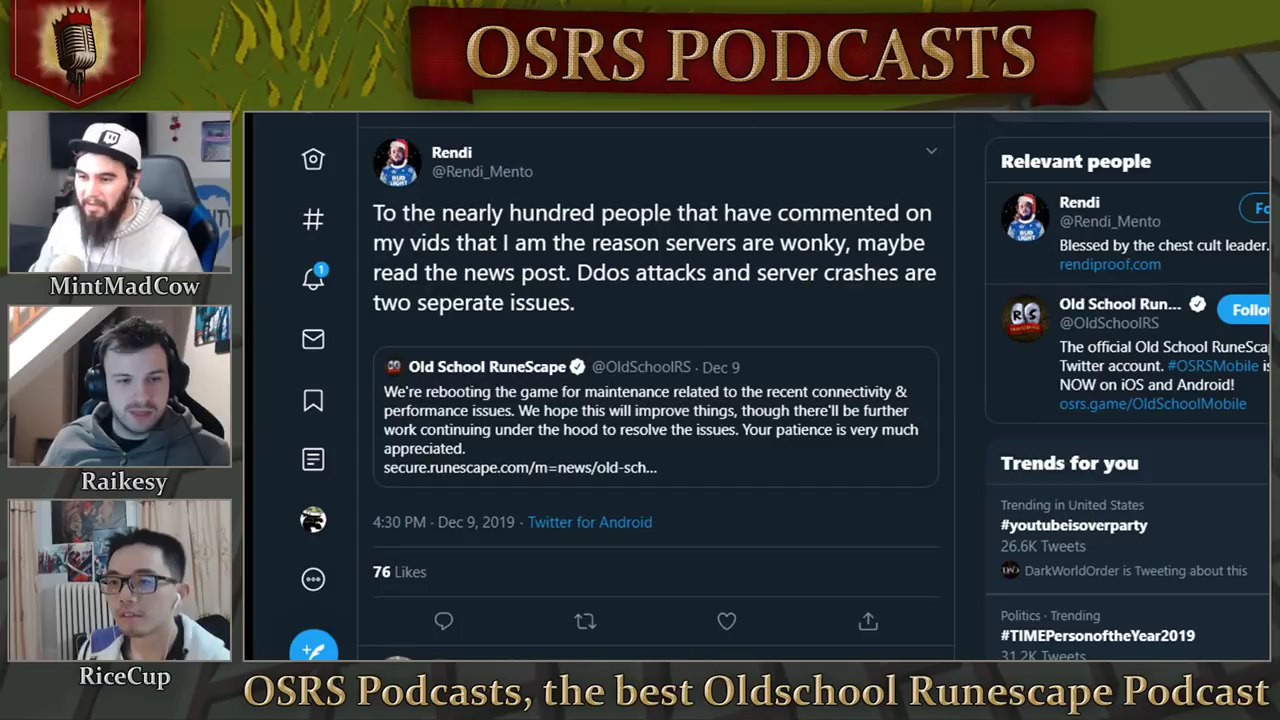 OSRS PODCASTS
MintMadCow
Raikesy
RiceCup
1
Rendi
@Rendi_Mento
To the nearly hundred people that have commented on
my vids that I am the reason servers are wonky, maybe
read the news post. Ddos attacks and server crashes are
two seperate issues.
Old School RuneScape @OldSchoolRS · Dec 9
We're rebooting the game for maintenance related to the recent connectivity &
performance issues. We hope this will improve things, though there'll be further
work continuing under the hood to resolve the issues. Your patience is very much
appreciated.
secure.runescape.com/m=news/old-sch...
4:30 PM · Dec 9, 2019 · Twitter for Android
76 Likes
Relevant people
Rendi
@Rendi_Mento
Fo
Blessed by the chest cult leader.
rendiproof.com
Old School Run...
@OldSchoolRS
Follo
The official Old School RuneSca
Twitter account. #OSRSMobile is
NOW on iOS and Android!
osrs.game/OldSchoolMobile
Trends for you
Trending in United States
#youtubeisoverparty
26.6K Tweets
DarkWorldOrder is Tweeting about this
Politics · Trending
#TIMEPersonoftheYear2019
31.2K Tweets
OSRS Podcasts, the best Oldschool Runescape Podcast